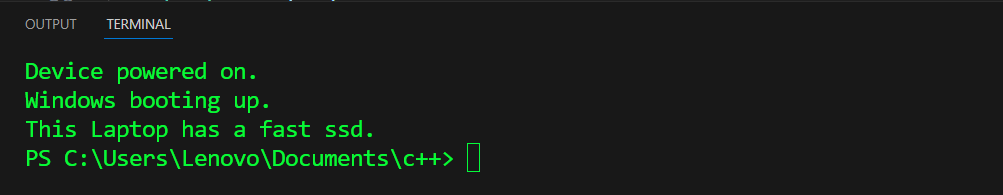 OUTPUT TERMINAL
Device powered on.
Windows booting up.
This Laptop has a fast ssd.
PS C:\Users\Lenovo\Documents\c++>